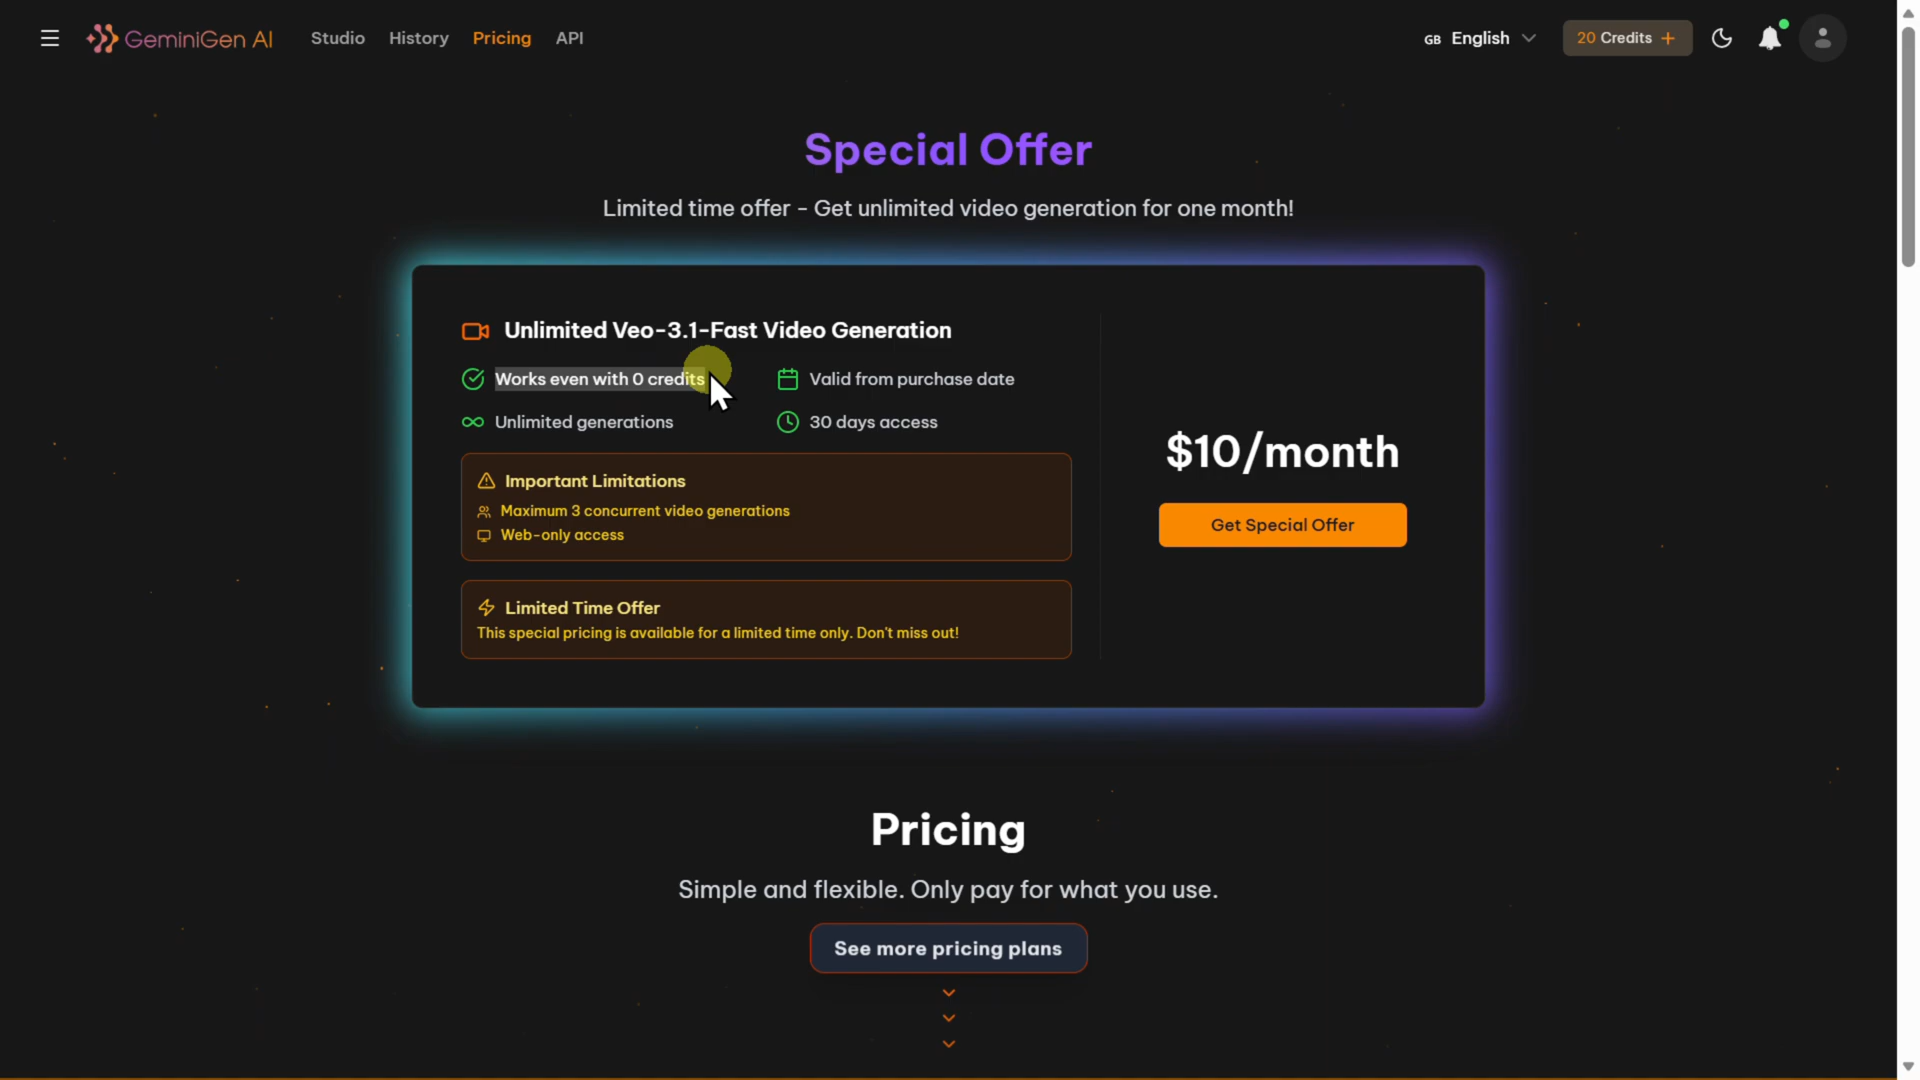 GeminiGen AI Studio History Pricing API GB English 20 Credits +
Special Offer
Limited time offer - Get unlimited video generation for one month!
Unlimited Veo-3.1-Fast Video Generation
Works even with 0 credits
Valid from purchase date
Unlimited generations
30 days access
Important Limitations
Maximum 3 concurrent video generations
Web-only access
Limited Time Offer
This special pricing is available for a limited time only. Don't miss out!
$10/month
Get Special Offer
Pricing
Simple and flexible. Only pay for what you use.
See more pricing plans